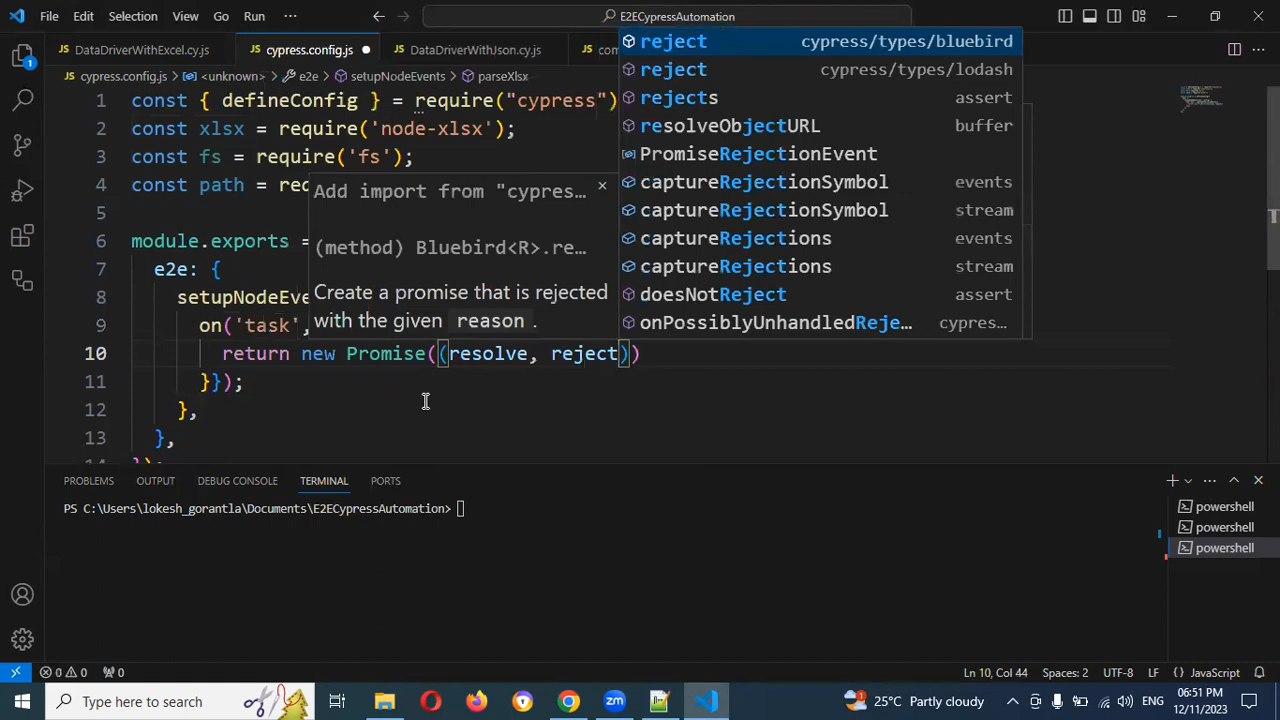 File Edit Selection View Go Run ··· E2ECypressAutomation
DataDriverWithExcel.cy.js cypress.config.js DataDriverWithJson.cy.js con
cypress.config.js > <unknown> > e2e > setupNodeEvents > parseXlsx
1 const { defineConfig } = require("cypress")
2 const xlsx = require('node-xlsx');
3 const fs = require('fs');
4 const path = req
5
6 module.exports =
7 e2e: {
8 setupNodeEve
9 on('task',
10 return new Promise((resolve, reject))
11 }});
12 },
13 },
14 });
Add import from "cypres…
(method) Bluebird<R>.re…
Create a promise that is rejected
with the given reason .
reject cypress/types/bluebird
reject cypress/types/lodash
rejects assert
resolveObjectURL buffer
PromiseRejectionEvent
captureRejectionSymbol events
captureRejectionSymbol stream
captureRejections events
captureRejections stream
doesNotReject assert
onPossiblyUnhandledReje… cypres…
PROBLEMS OUTPUT DEBUG CONSOLE TERMINAL PORTS
PS C:\Users\lokesh_gorantla\Documents\E2ECypressAutomation>
powershell
powershell
powershell
0 0 0 Ln 10, Col 44 Spaces: 2 UTF-8 LF {} JavaScript
Type here to search 25°C Partly cloudy ENG 06:51 PM
12/11/2023
1
zm